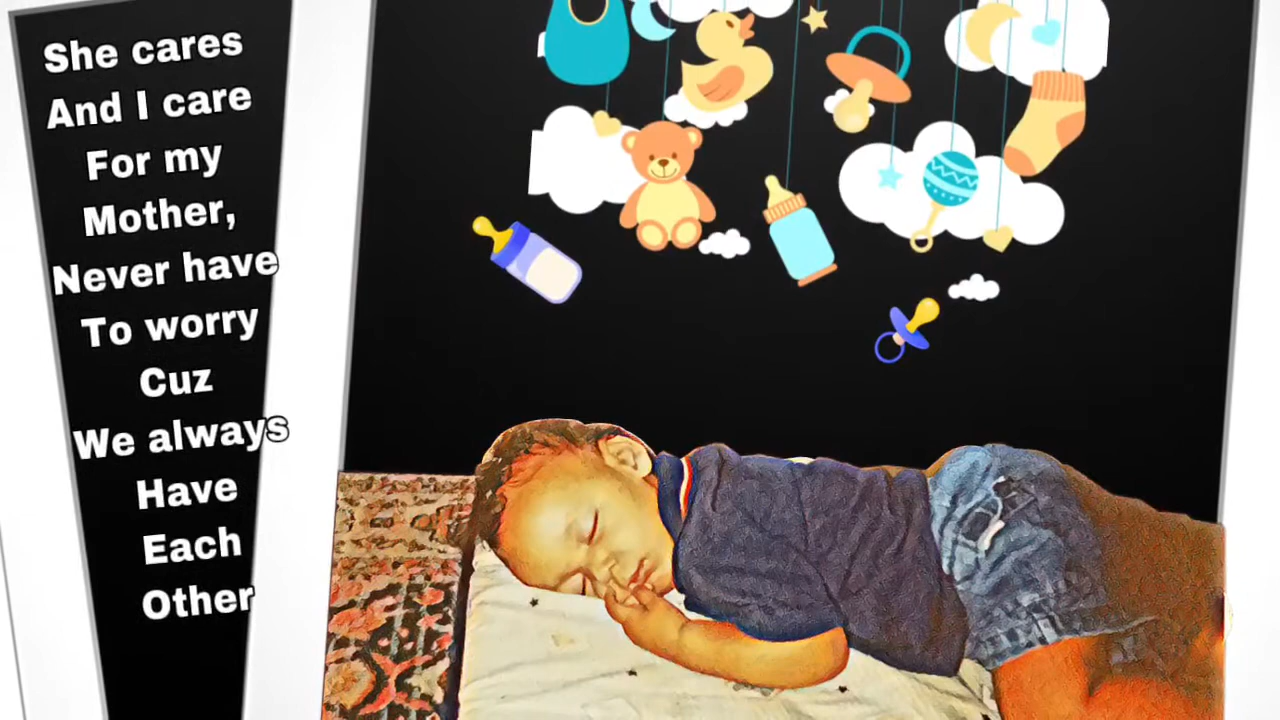 She cares
And I care
For my
Mother,
Never have
To worry
Cuz
We always
Have
Each
Other